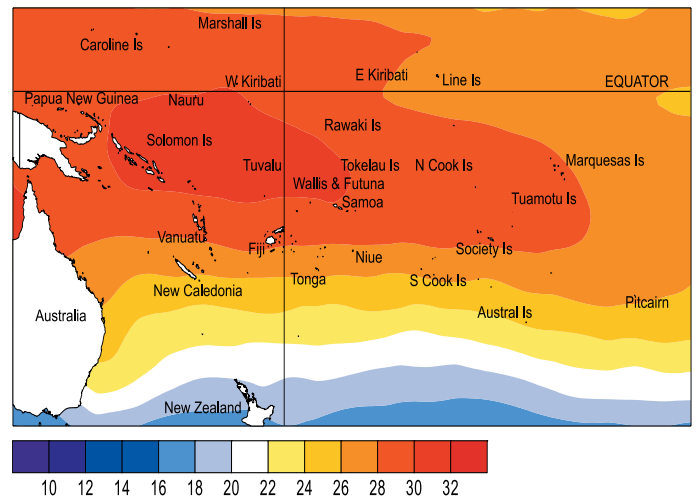 Marshall Is
Caroline Is
W Kiribati
E Kiribati
Line Is
EQUATOR
Papua New Guinea
Nauru
Rawaki Is
Solomon Is
Tuvalu
Tokelau Is
N Cook Is
Marquesas Is
Wallis & Futuna
Samoa
Tuamotu Is
Vanuatu
Fiji
Niue
Society Is
Tonga
S Cook Is
New Caledonia
Pitcairn
Australia
Austral Is
New Zealand
10 12 14 16 18 20 22 24 26 28 30 32